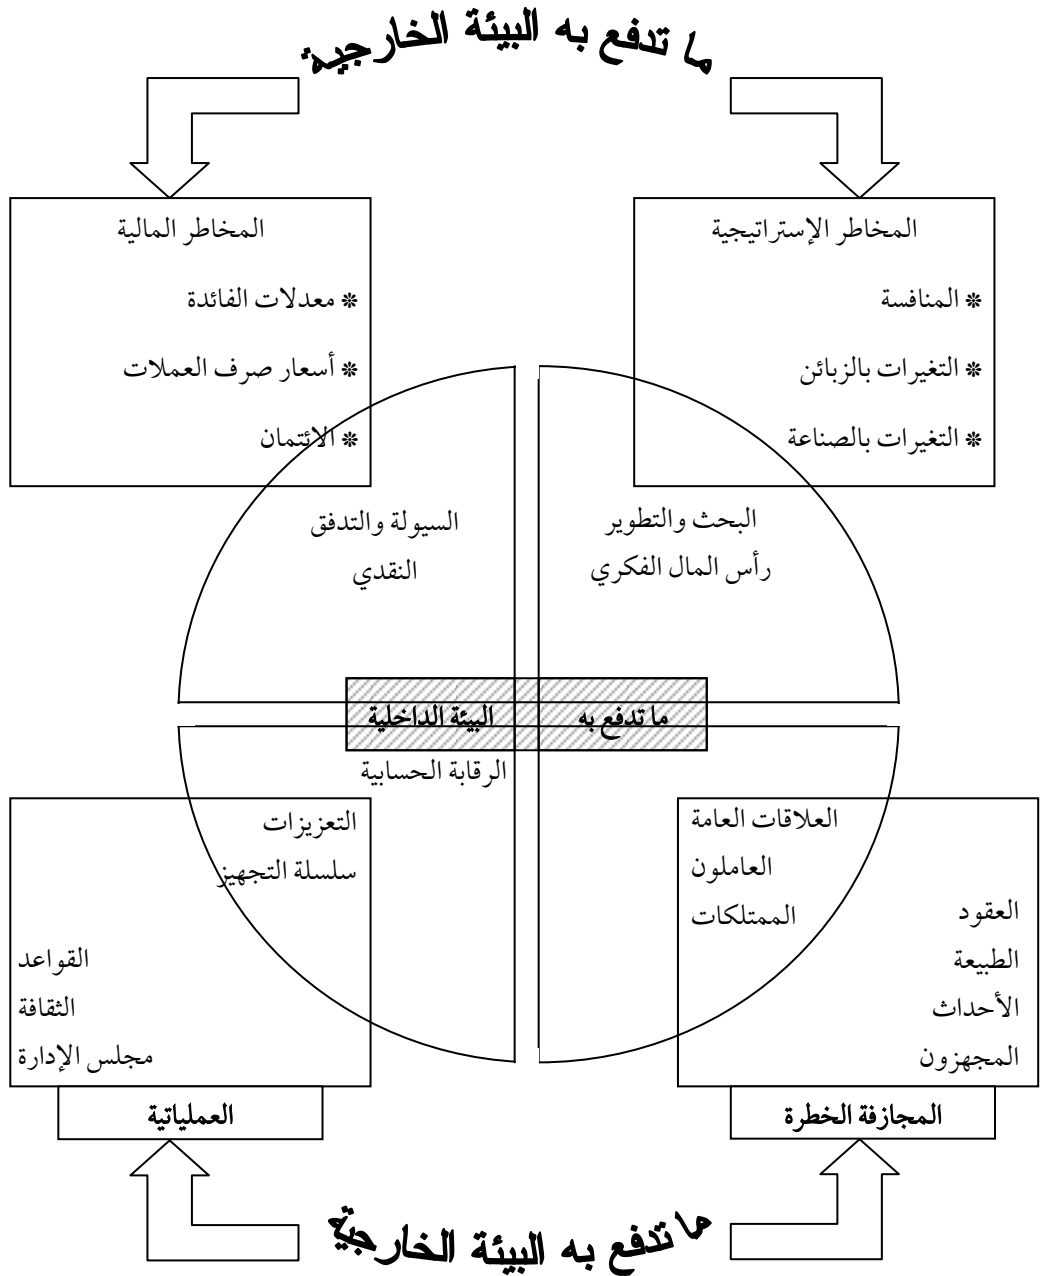 ما تدفع به البيئة الخارجية
المخاطر الإستراتيجية
* المنافسة
* التغيرات بالزبائن
* التغيرات بالصناعة
المخاطر المالية
* معدلات الفائدة
* أسعار صرف العملات
* الائتمان
البحث والتطوير
رأس المال الفكري
السيولة والتدفق
النقدي
ما تدفع به البيئة الداخلية
الرقابة الحسابية
العلاقات العامة
العاملون
الممتلكات
العقود
الطبيعة
الأحداث
المجهزون
المجازفة الخطرة
التعزيزات
سلسلة التجهيز
القواعد
الثقافة
مجلس الإدارة
العملياتية
ما تدفع به البيئة الخارجية